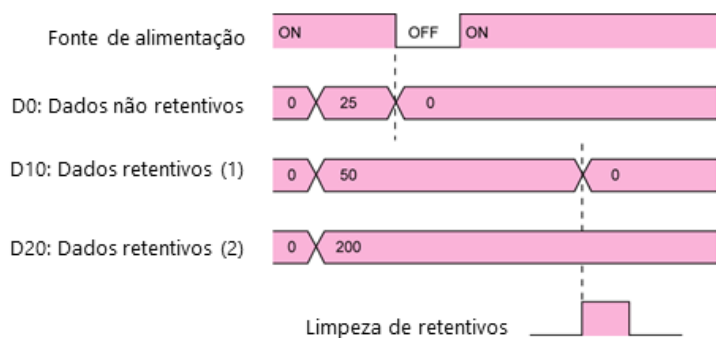 Fonte de alimentação ON OFF ON
D0: Dados não retentivos 0 25 0
D10: Dados retentivos (1) 0 50 0
D20: Dados retentivos (2) 0 200
Limpeza de retentivos